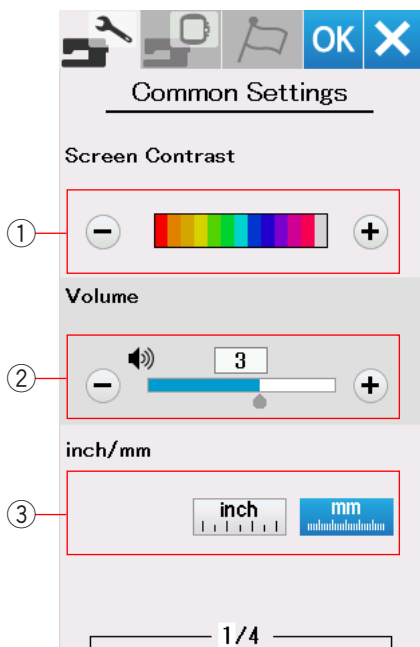 OK
Common Settings
Screen Contrast
①
Volume
3
②
inch/mm
inch mm
③
1/4